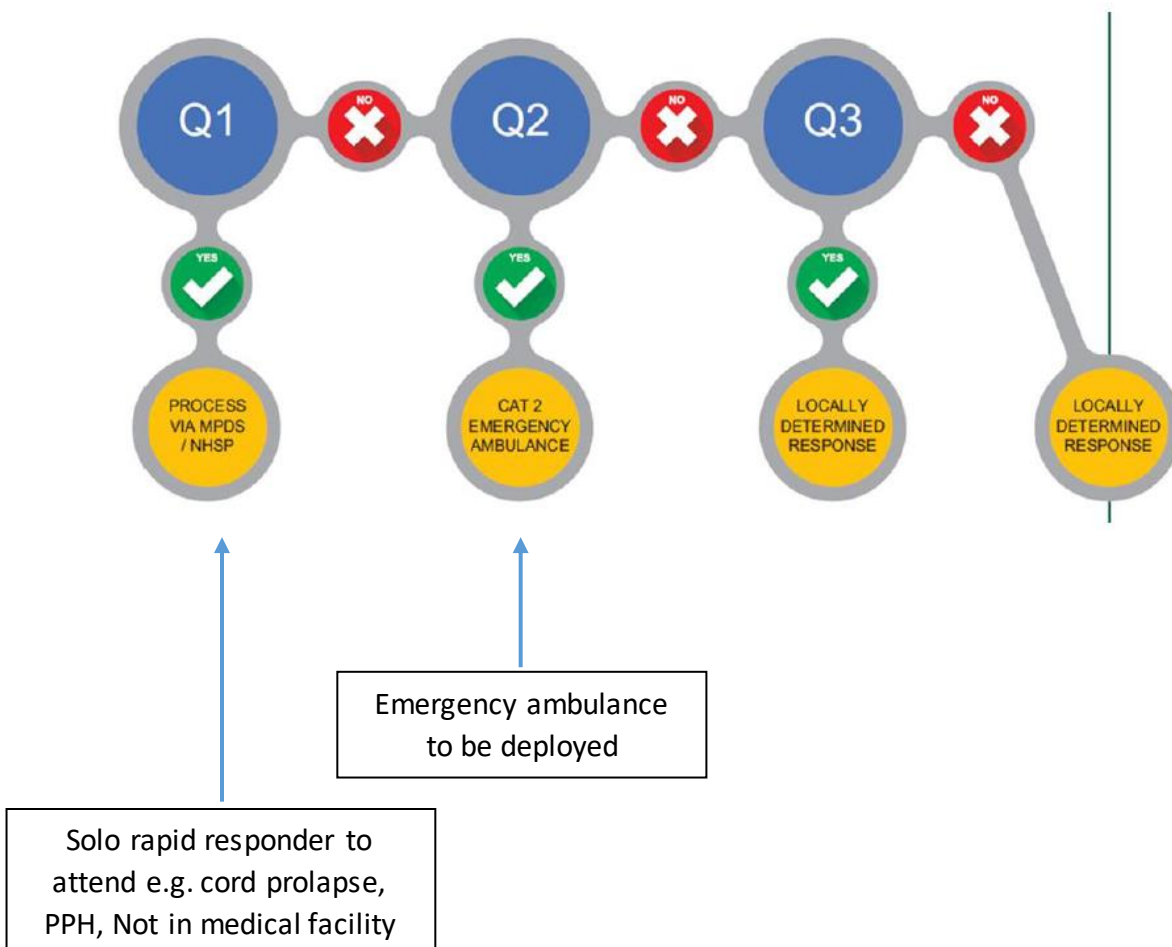 Q1
NO
Q2
NO
Q3
NO
YES
YES
YES
PROCESS
VIA MPDS
/ NHSP
CAT 2
EMERGENCY
AMBULANCE
LOCALLY
DETERMINED
RESPONSE
LOCALLY
DETERMINED
RESPONSE
Emergency ambulance
to be deployed
Solo rapid responder to
attend e.g. cord prolapse,
PPH, Not in medical facility